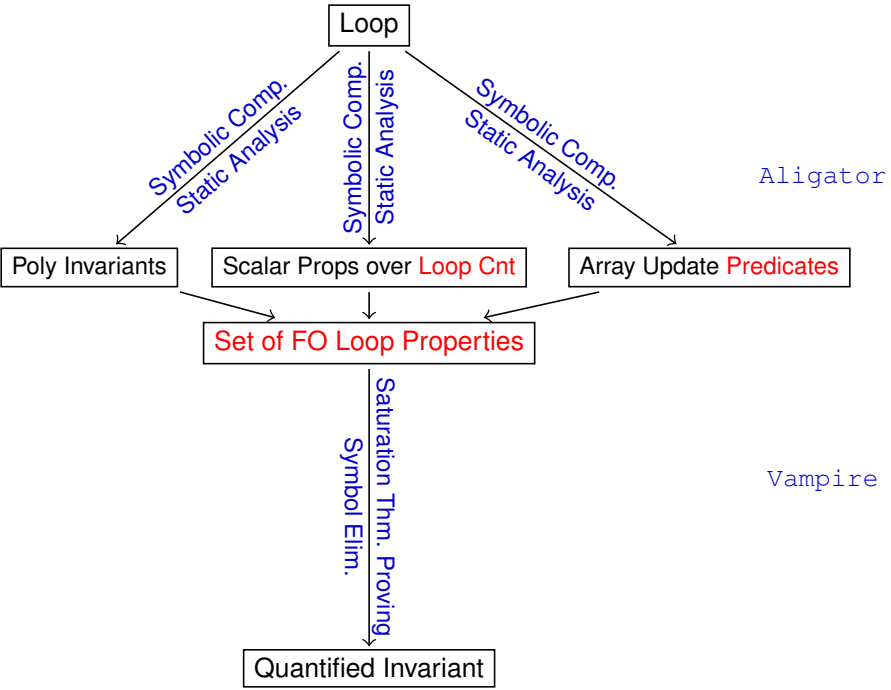 Loop
Symbolic Comp.
Static Analysis
Symbolic Comp.
Static Analysis
Symbolic Comp.
Static Analysis
Aligator
Poly Invariants
Scalar Props over Loop Cnt
Array Update Predicates
Set of FO Loop Properties
Saturation Thm. Proving
Symbol Elim.
Vampire
Quantified Invariant